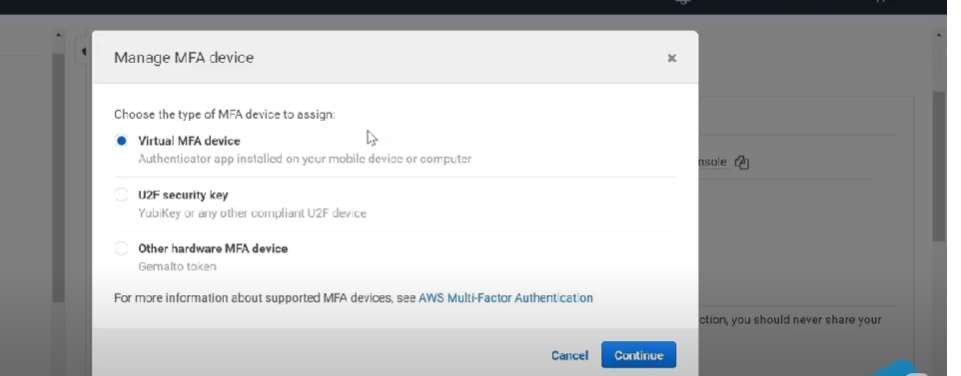 Manage MFA device
Choose the type of MFA device to assign:
Virtual MFA device
Authenticator app installed on your mobile device or computer
U2F security key
YubiKey or any other compliant U2F device
Other hardware MFA device
Gemalto token
For more information about supported MFA devices, see AWS Multi-Factor Authentication
Cancel
Continue
nsole
ction, you should never share your